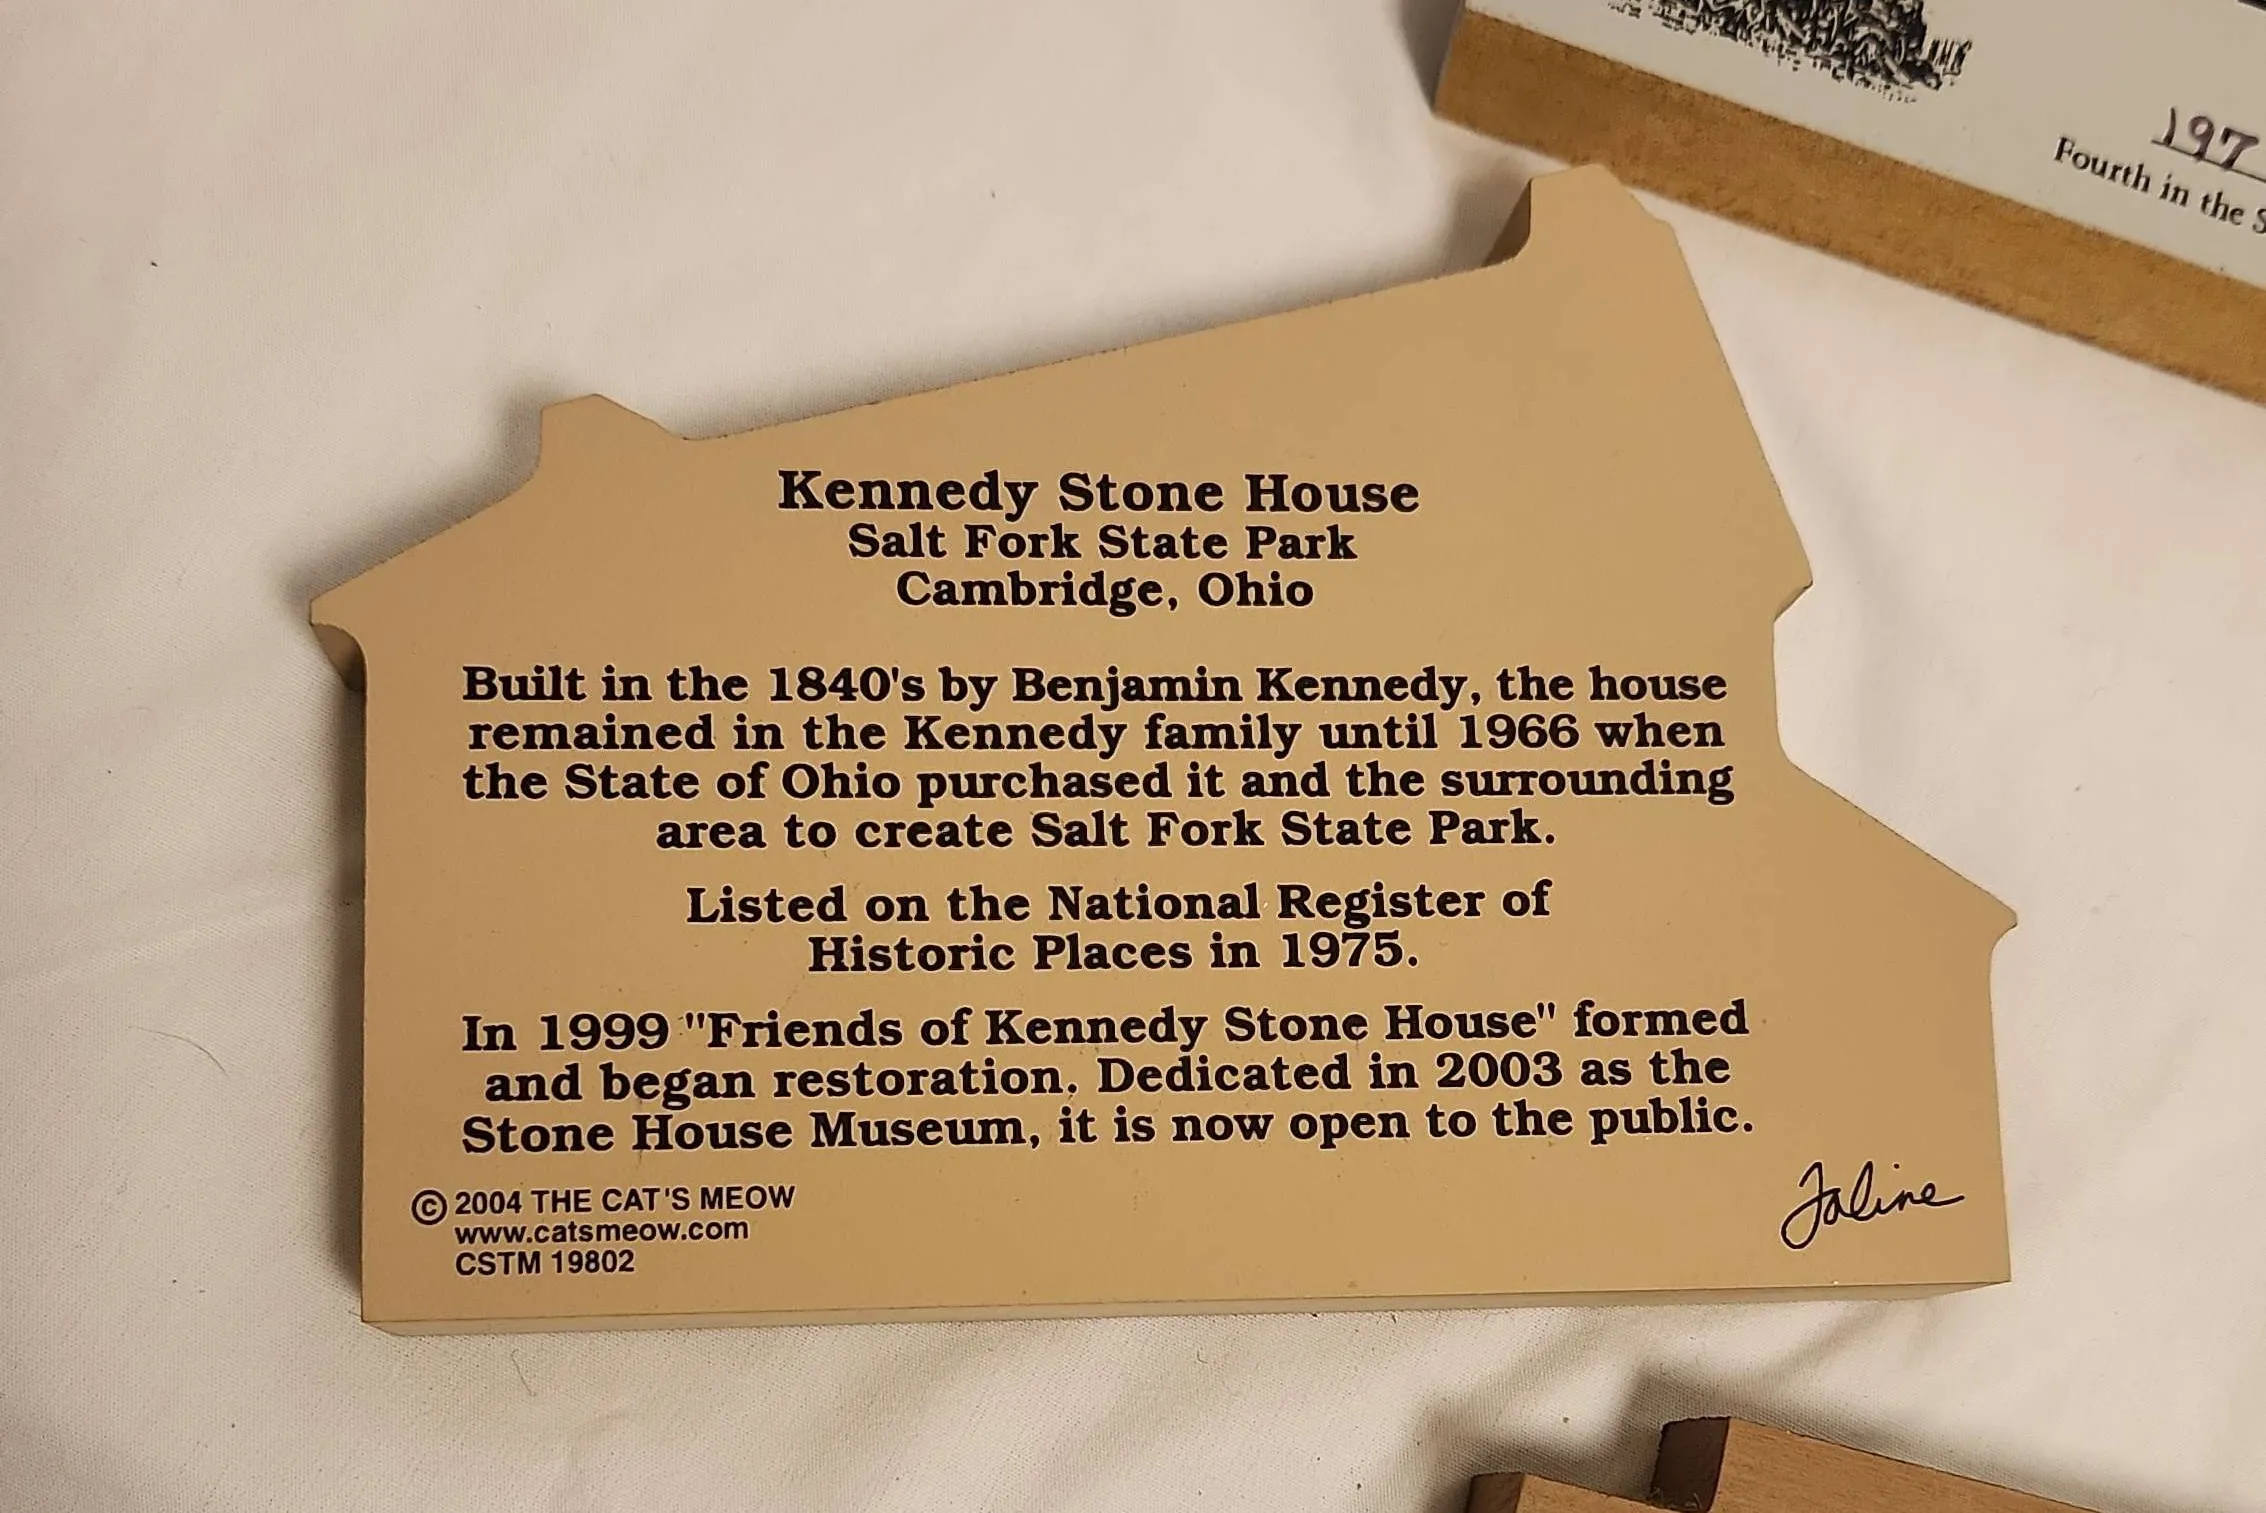 197
Fourth in the
Kennedy Stone House
Salt Fork State Park
Cambridge, Ohio
Built in the 1840's by Benjamin Kennedy, the house
remained in the Kennedy family until 1966 when
the State of Ohio purchased it and the surrounding
area to create Salt Fork State Park.
Listed on the National Register of
Historic Places in 1975.
In 1999 "Friends of Kennedy Stone House" formed
and began restoration. Dedicated in 2003 as the
Stone House Museum, it is now open to the public.
© 2004 THE CAT'S MEOW
www.catsmeow.com
CSTM 19802
Faline